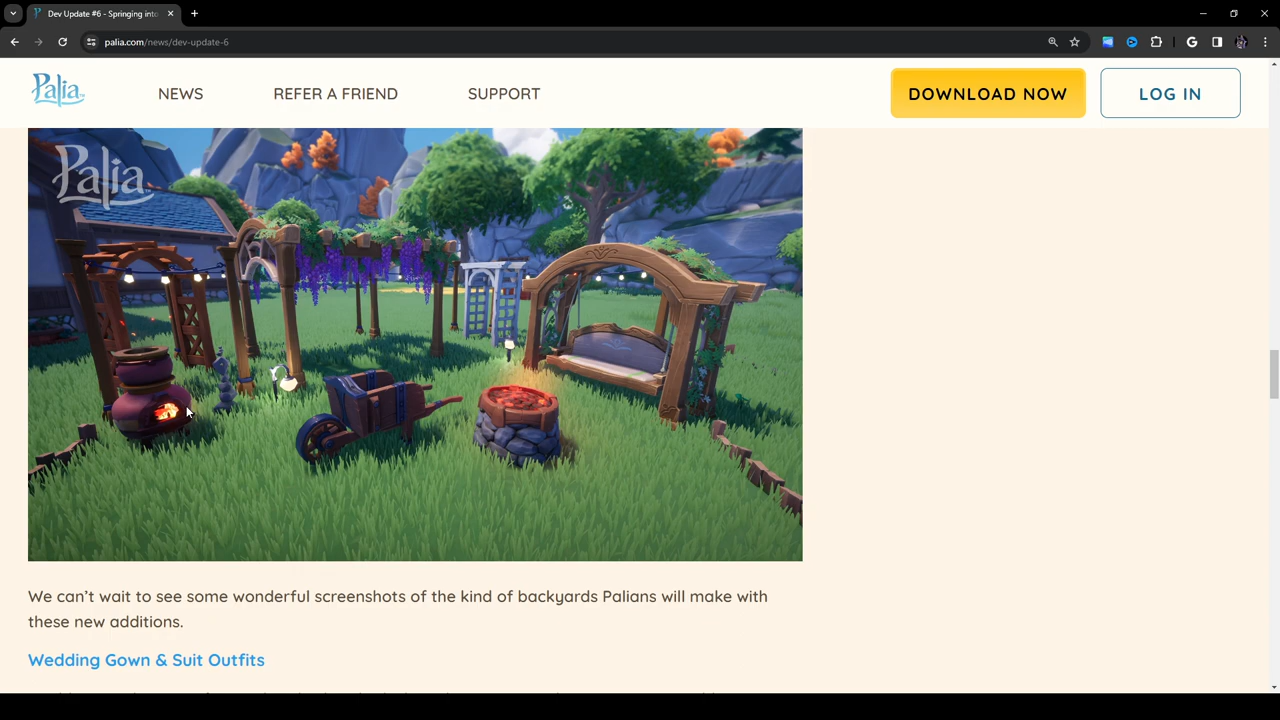 Dev Update #6 - Springing into
palia.com/news/dev-update-6
Palia
NEWS
REFER A FRIEND
SUPPORT
DOWNLOAD NOW
LOG IN
Palia
We can’t wait to see some wonderful screenshots of the kind of backyards Palians will make with
these new additions.
Wedding Gown & Suit Outfits